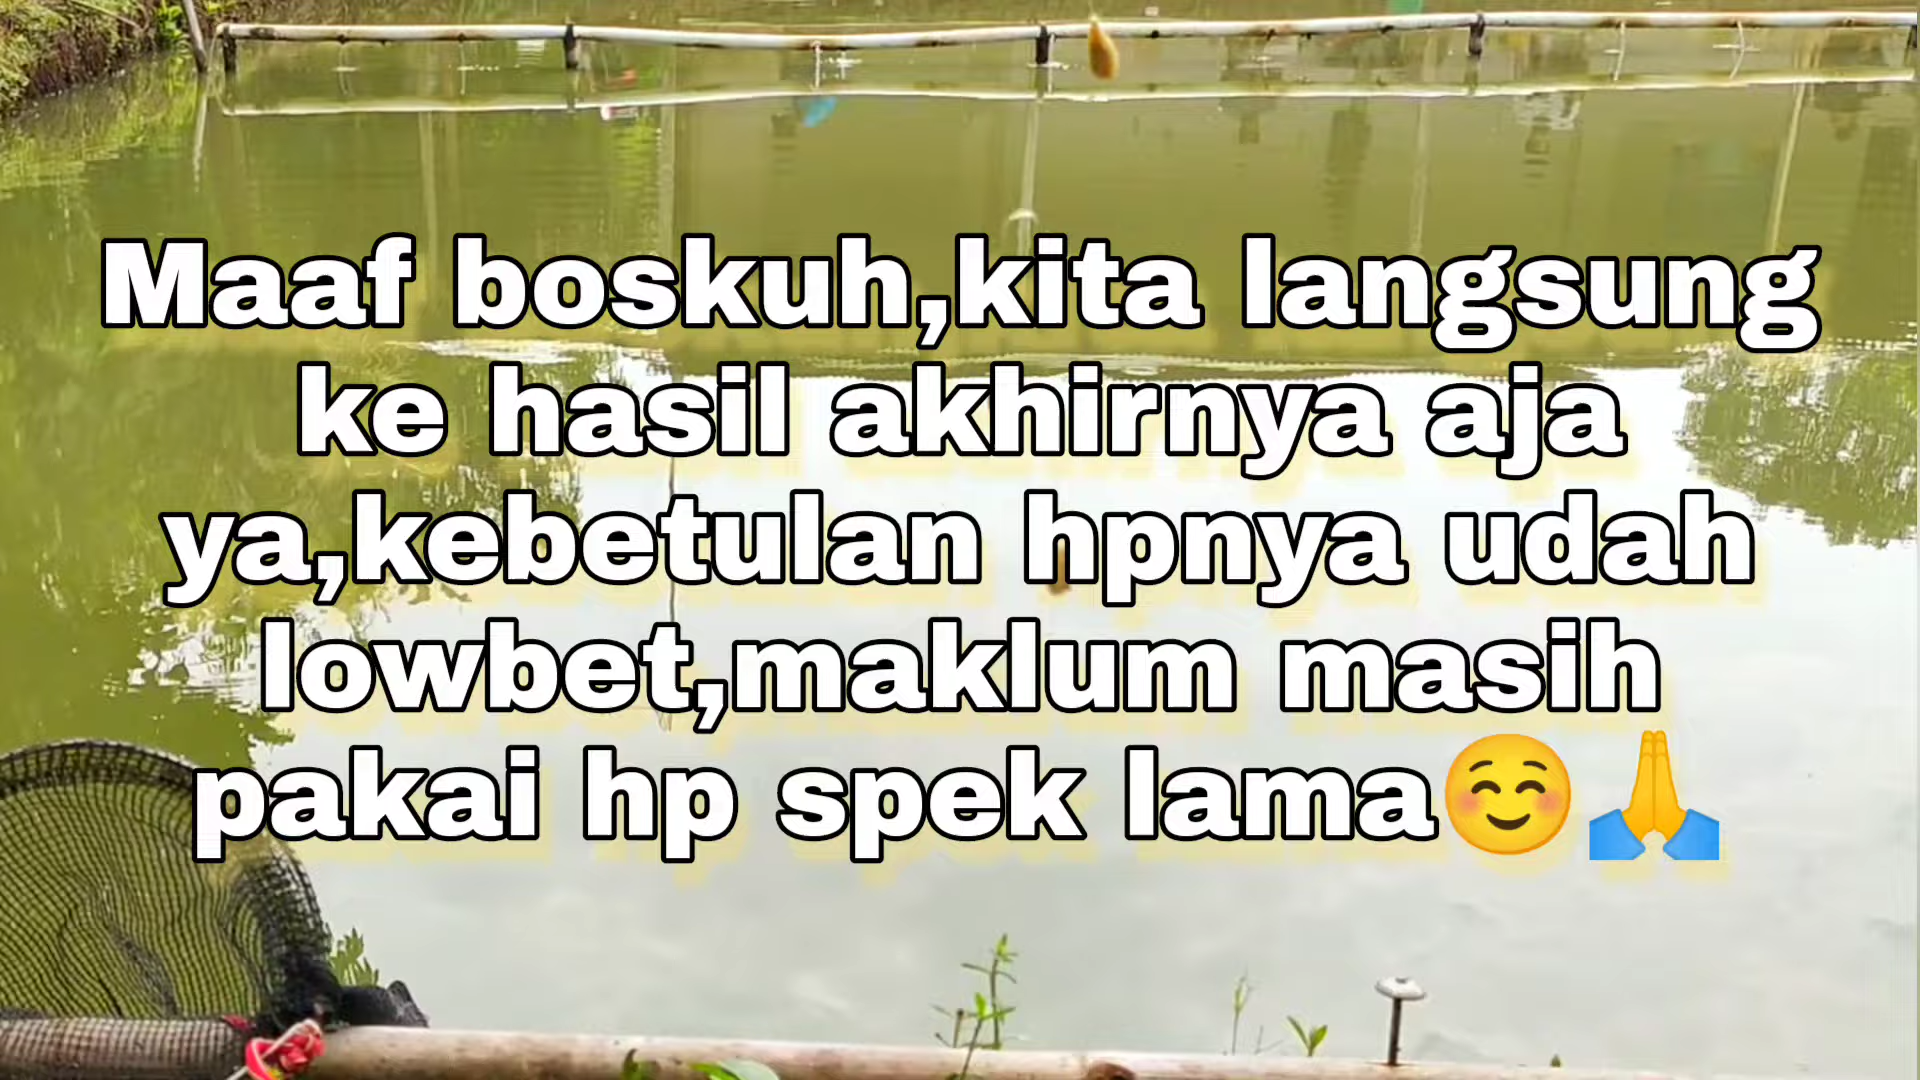 Maaf boskuh,kita langsung
ke hasil akhirnya aja
ya,kebetulan hpnya udah
lowbet,maklum masih
pakai hp spek lama☺️🙏